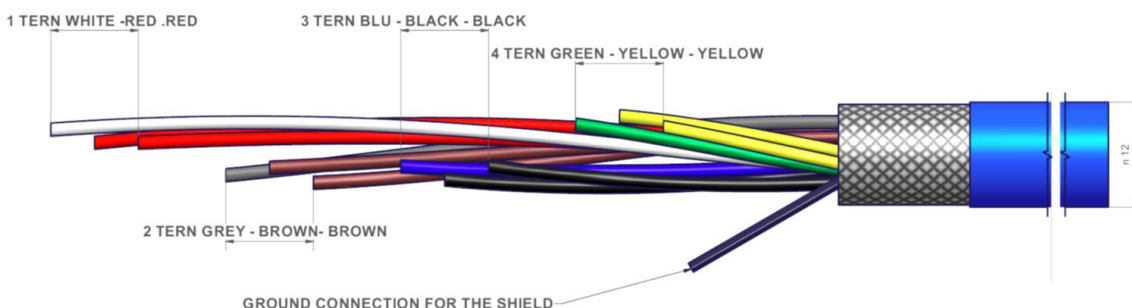 1 TERN WHITE -RED .RED
3 TERN BLU - BLACK - BLACK
4 TERN GREEN - YELLOW - YELLOW
n 12
2 TERN GREY - BROWN- BROWN
GROUND CONNECTION FOR THE SHIELD